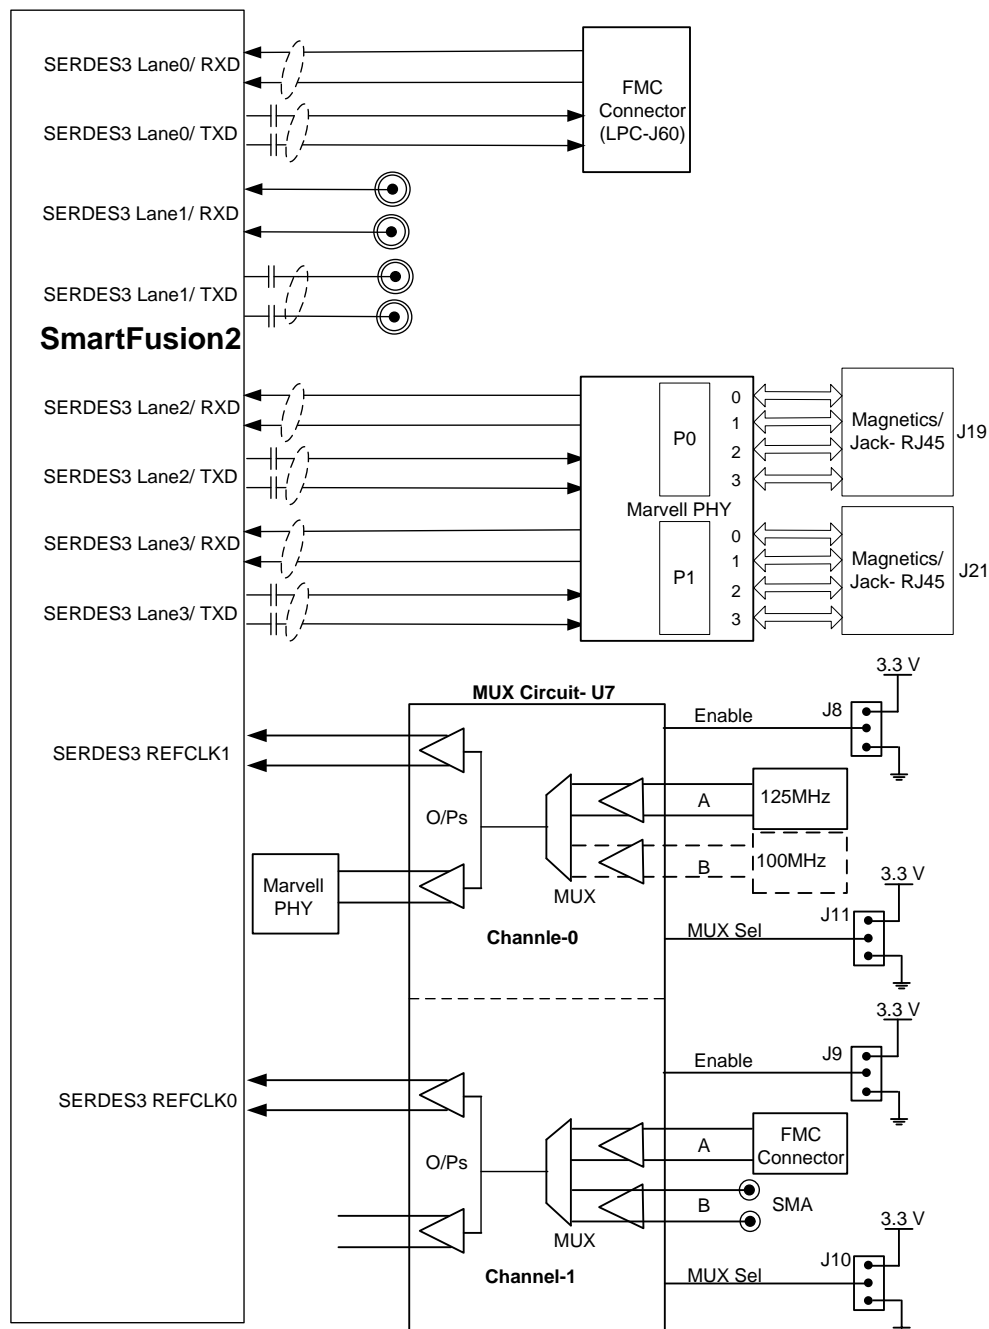 SERDES3 Lane0/ RXD
FMC
Connector
(LPC-J60)
SERDES3 Lane0/ TXD
SERDES3 Lane1/ RXD
SERDES3 Lane1/ TXD
SmartFusion2
SERDES3 Lane2/ RXD
SERDES3 Lane2/ TXD
SERDES3 Lane3/ RXD
SERDES3 Lane3/ TXD
P0
0
1
2
3
Marvell PHY
P1
0
1
2
3
Magnetics/
Jack- RJ45
J19
Magnetics/
Jack- RJ45
J21
MUX Circuit- U7
3.3 V
Enable
J8
SERDES3 REFCLK1
O/Ps
A
125MHz
B
100MHz
MUX
Marvell
PHY
Channle-0
3.3 V
J11
MUX Sel
3.3 V
Enable
J9
SERDES3 REFCLK0
O/Ps
A
FMC
Connector
B
SMA
MUX
Channel-1
3.3 V
J10
MUX Sel